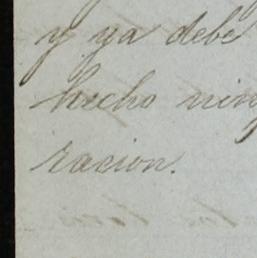 y ya debe
hecho nin
racion.